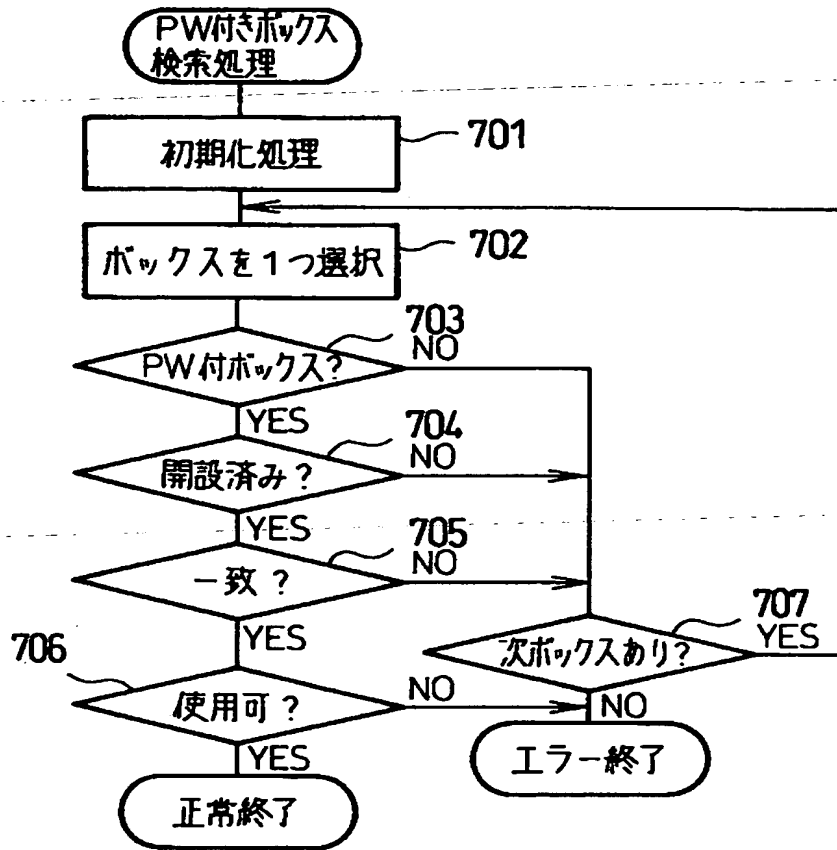 PW付きボックス
検索処理
初期化処理
701
ボックスを1つ選択
702
PW付ボックス?
703
NO
YES
開設済み?
704
NO
YES
一致?
705
NO
YES
706
使用可?
NO
YES
正常終了
次ボックスあり?
707
YES
NO
エラー終了